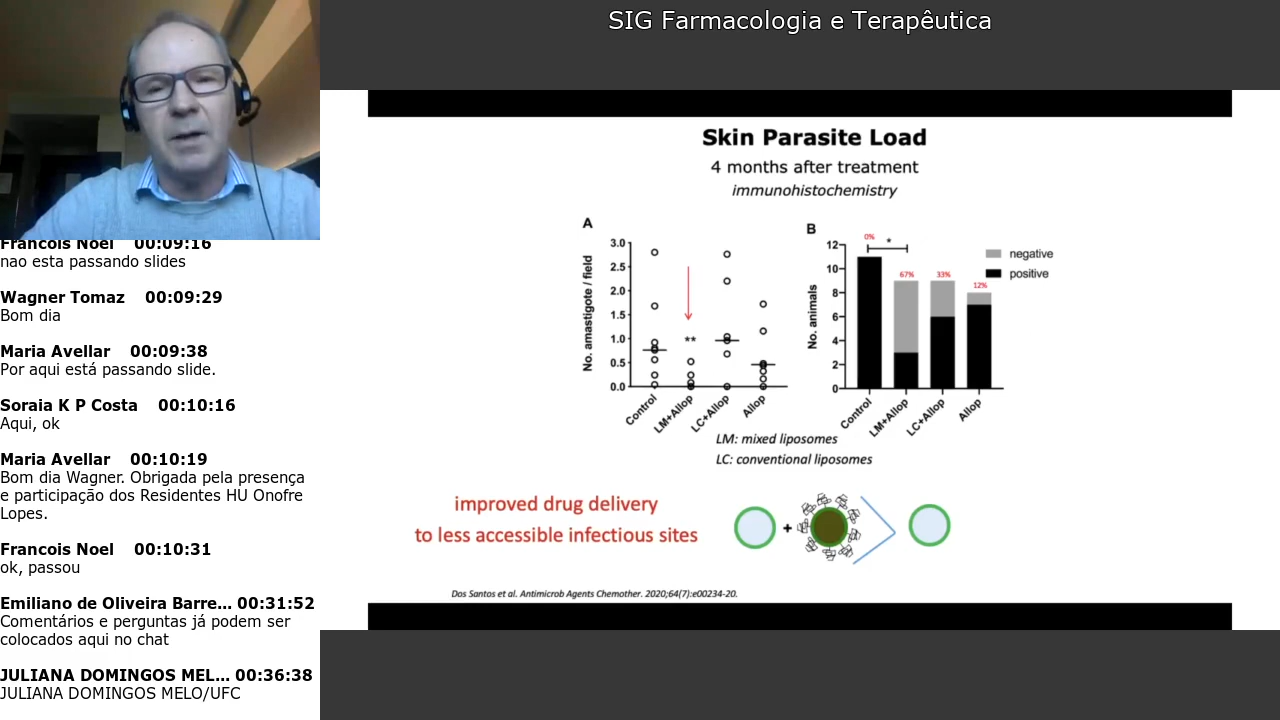 SIG Farmacologia e Terapêutica
Francois Noel 00:09:16
nao esta passando slides
Wagner Tomaz 00:09:29
Bom dia
Maria Avellar 00:09:38
Por aqui está passando slide.
Soraia K P Costa 00:10:16
Aqui, ok
Maria Avellar 00:10:19
Bom dia Wagner. Obrigada pela presença
e participação dos Residentes HU Onofre
Lopes.
Francois Noel 00:10:31
ok, passou
Emiliano de Oliveira Barre... 00:31:52
Comentários e perguntas já podem ser
colocados aqui no chat
JULIANA DOMINGOS MEL... 00:36:38
JULIANA DOMINGOS MELO/UFC
Skin Parasite Load
4 months after treatment
immunohistochemistry
A
No. amastigote / field
3.0
2.5
2.0
1.5
1.0
0.5
0.0
**
Control
LM+Allop
LC+Allop
Allop
B
No. animals
12
10
8
6
4
2
0
0%
*
67%
33%
12%
negative
positive
Control
LM+Allop
LC+Allop
Allop
LM: mixed liposomes
LC: conventional liposomes
improved drug delivery
to less accessible infectious sites
+
Dos Santos et al. Antimicrob Agents Chemother. 2020;64(7):e00234-20.